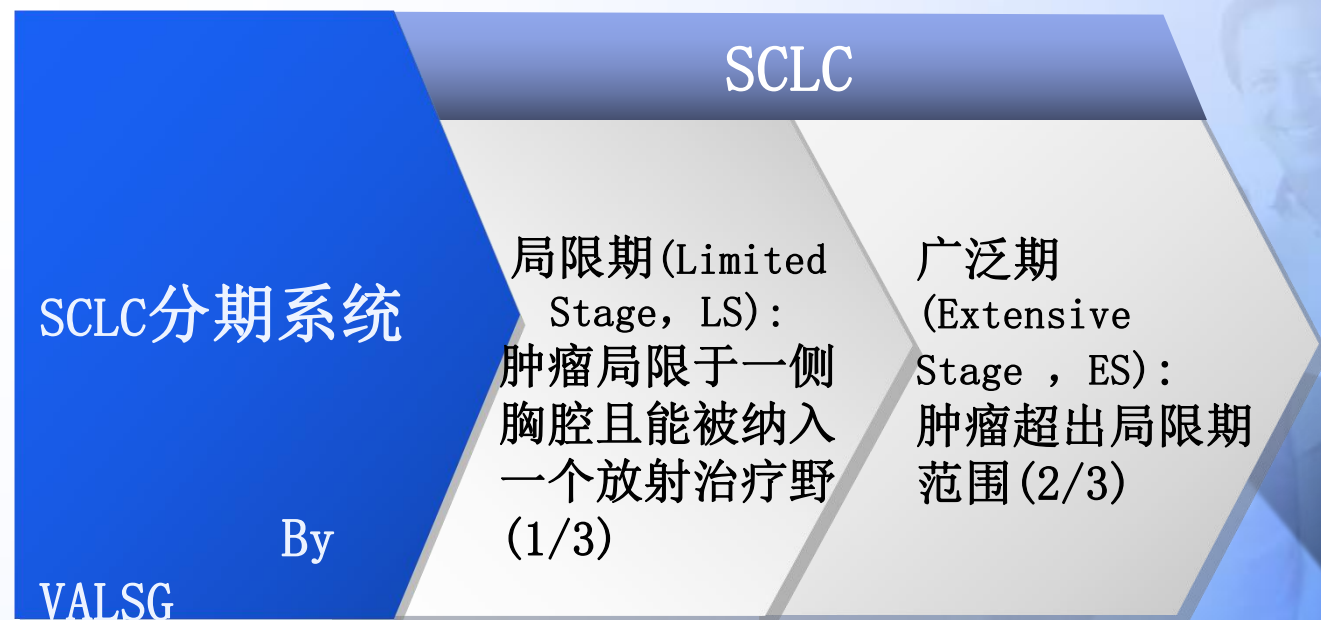 SCLC
SCLC分期系统
By
VALSG
局限期(Limited
Stage，LS)：
肿瘤局限于一侧
胸腔且能被纳入
一个放射治疗野
(1/3)
广泛期
(Extensive
Stage ，ES)：
肿瘤超出局限期
范围(2/3)